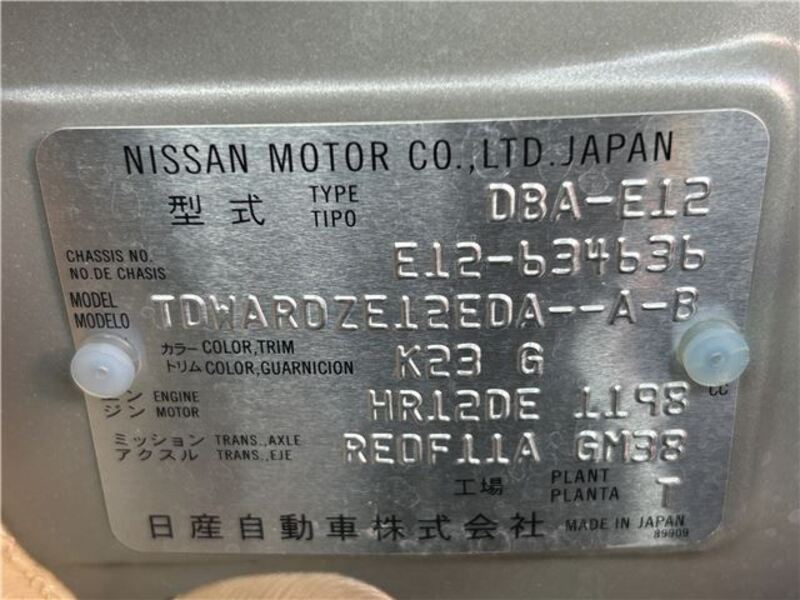 NISSAN MOTOR CO.,LTD.JAPAN
型式 TYPE TIPO DBA-E12
CHASSIS NO. NO.DE CHASIS E12-634636
MODEL MODELO TDWARDZE12EDA--A-B
カラー COLOR,TRIM
トリム COLOR,GUARNICION K23 G
ンン ENGINE
ジン MOTOR HR12DE 1198 CC
ミッション TRANS.,AXLE
アクスル TRANS.,EJE RE0F11A GM38
工場 PLANT PLANTA T
日産自動車株式会社 MADE IN JAPAN
89909